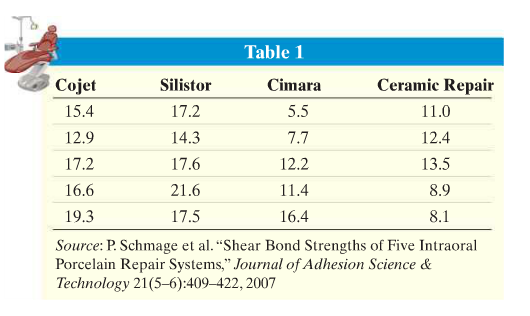 Table 1
Cojet Silistor Cimara Ceramic Repair
15.4 17.2 5.5 11.0
12.9 14.3 7.7 12.4
17.2 17.6 12.2 13.5
16.6 21.6 11.4 8.9
19.3 17.5 16.4 8.1
Source: P. Schmage et al. “Shear Bond Strengths of Five Intraoral
Porcelain Repair Systems,” Journal of Adhesion Science &
Technology 21(5–6):409–422, 2007